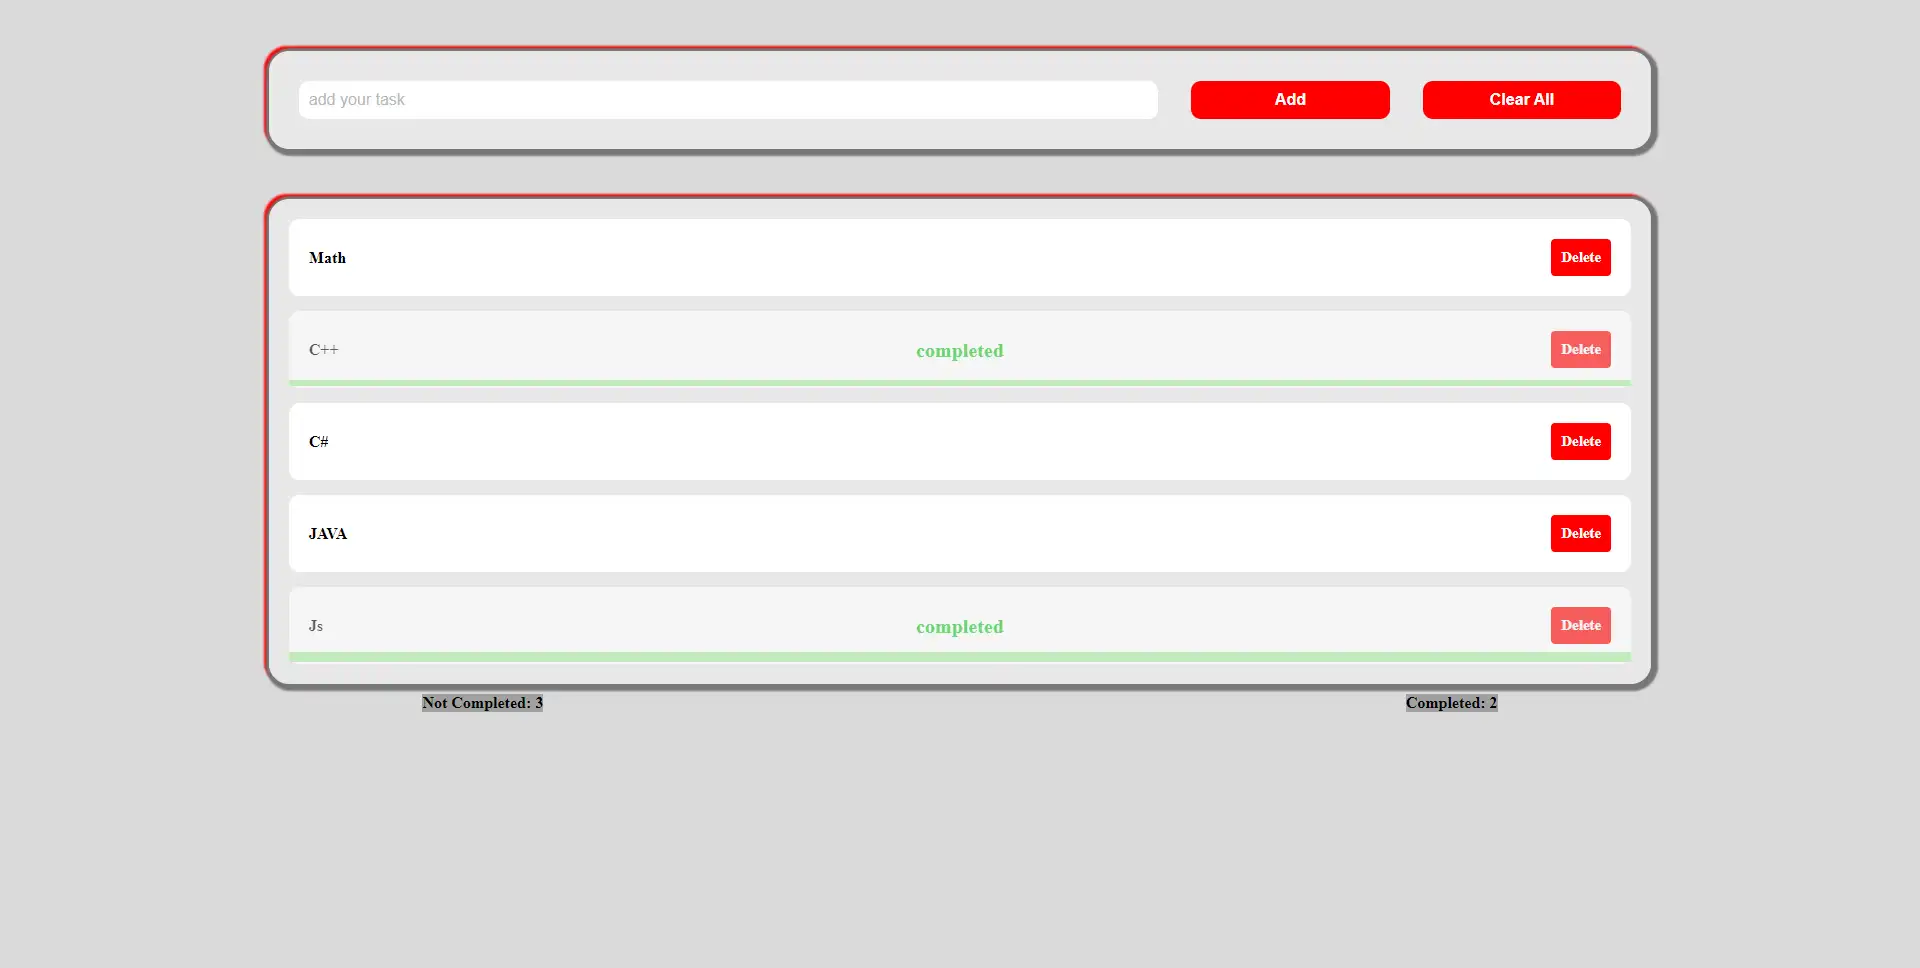 add your task Add Clear All
Math Delete
C++ completed Delete
C# Delete
JAVA Delete
Js completed Delete
Not Completed: 3 Completed: 2